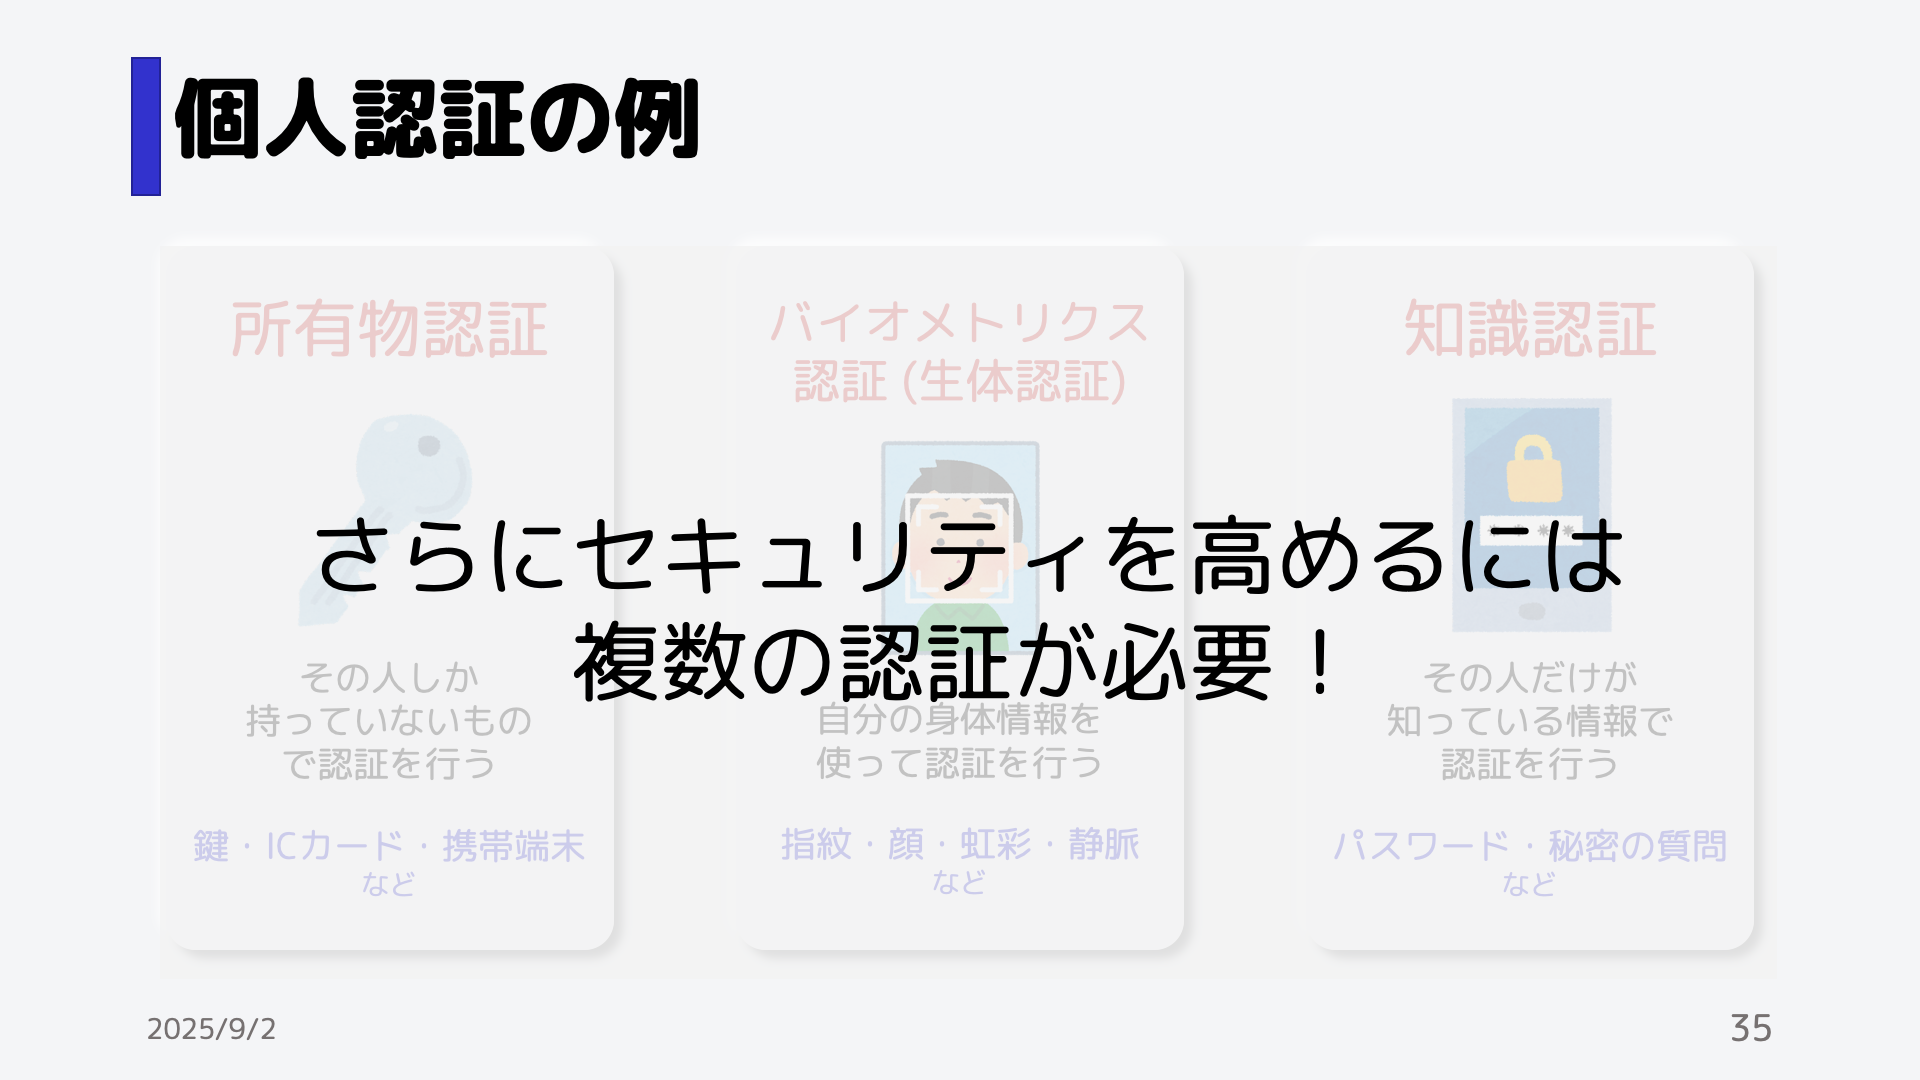 個人認証の例
所有物認証
その人しか
持っていないもの
で認証を行う
鍵・ICカード・携帯端末
など
バイオメトリクス
認証 (生体認証)
自分の身体情報を
使って認証を行う
指紋・顔・虹彩・静脈
など
知識認証
＊＊＊＊
その人だけが
知っている情報で
認証を行う
パスワード・秘密の質問
など
さらにセキュリティを高めるには
複数の認証が必要！
2025/9/2
35